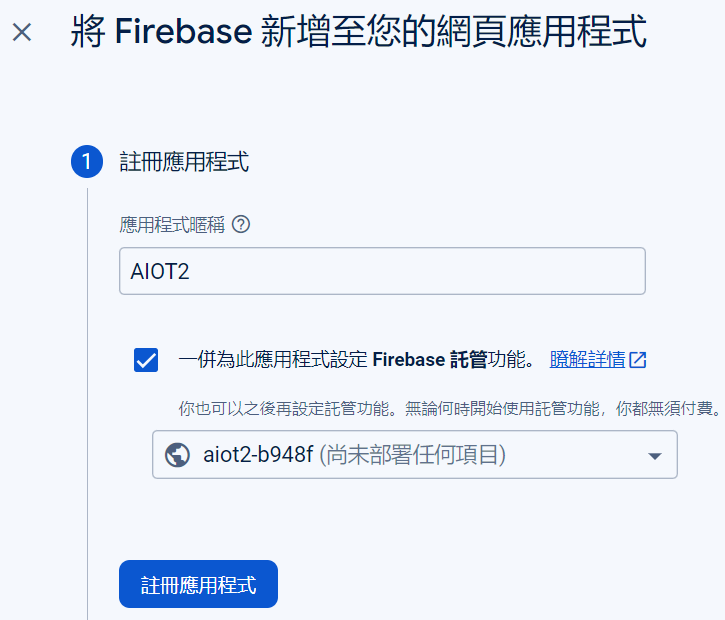 將 Firebase 新增至您的網頁應用程式
1 註冊應用程式
應用程式暱稱
AIOT2
一併為此應用程式設定 Firebase 託管功能。 瞭解詳情
你也可以之後再設定託管功能。無論何時開始使用託管功能，你都無須付費。
aiot2-b948f (尚未部署任何項目)
註冊應用程式